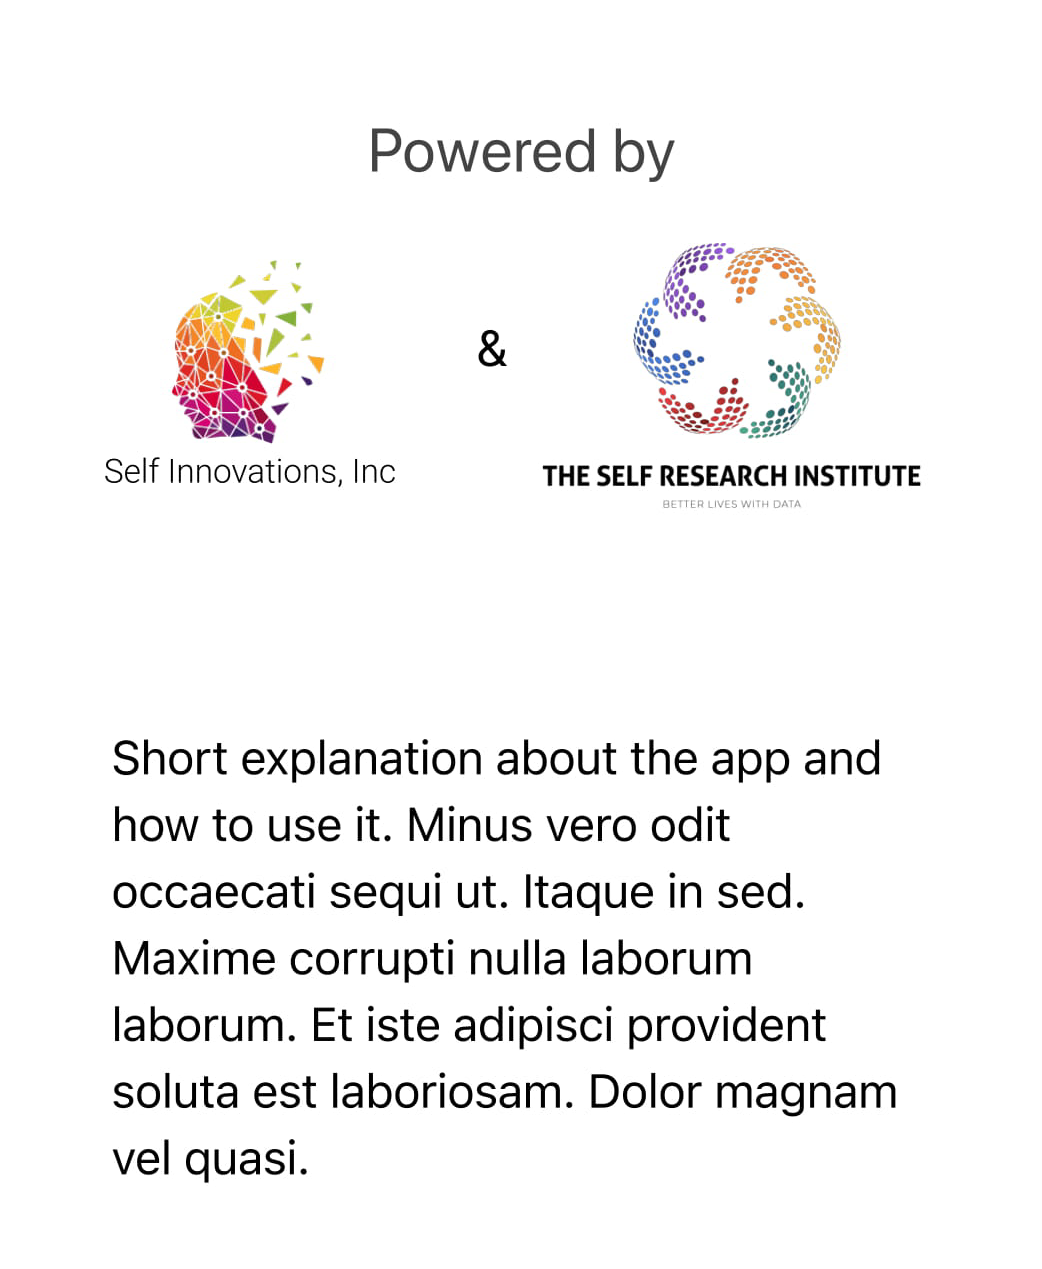 Powered by
&
Self Innovations, Inc
THE SELF RESEARCH INSTITUTE
BETTER LIVES WITH DATA
Short explanation about the app and
how to use it. Minus vero odit
occaecati sequi ut. Itaque in sed.
Maxime corrupti nulla laborum
laborum. Et iste adipisci provident
soluta est laboriosam. Dolor magnam
vel quasi.